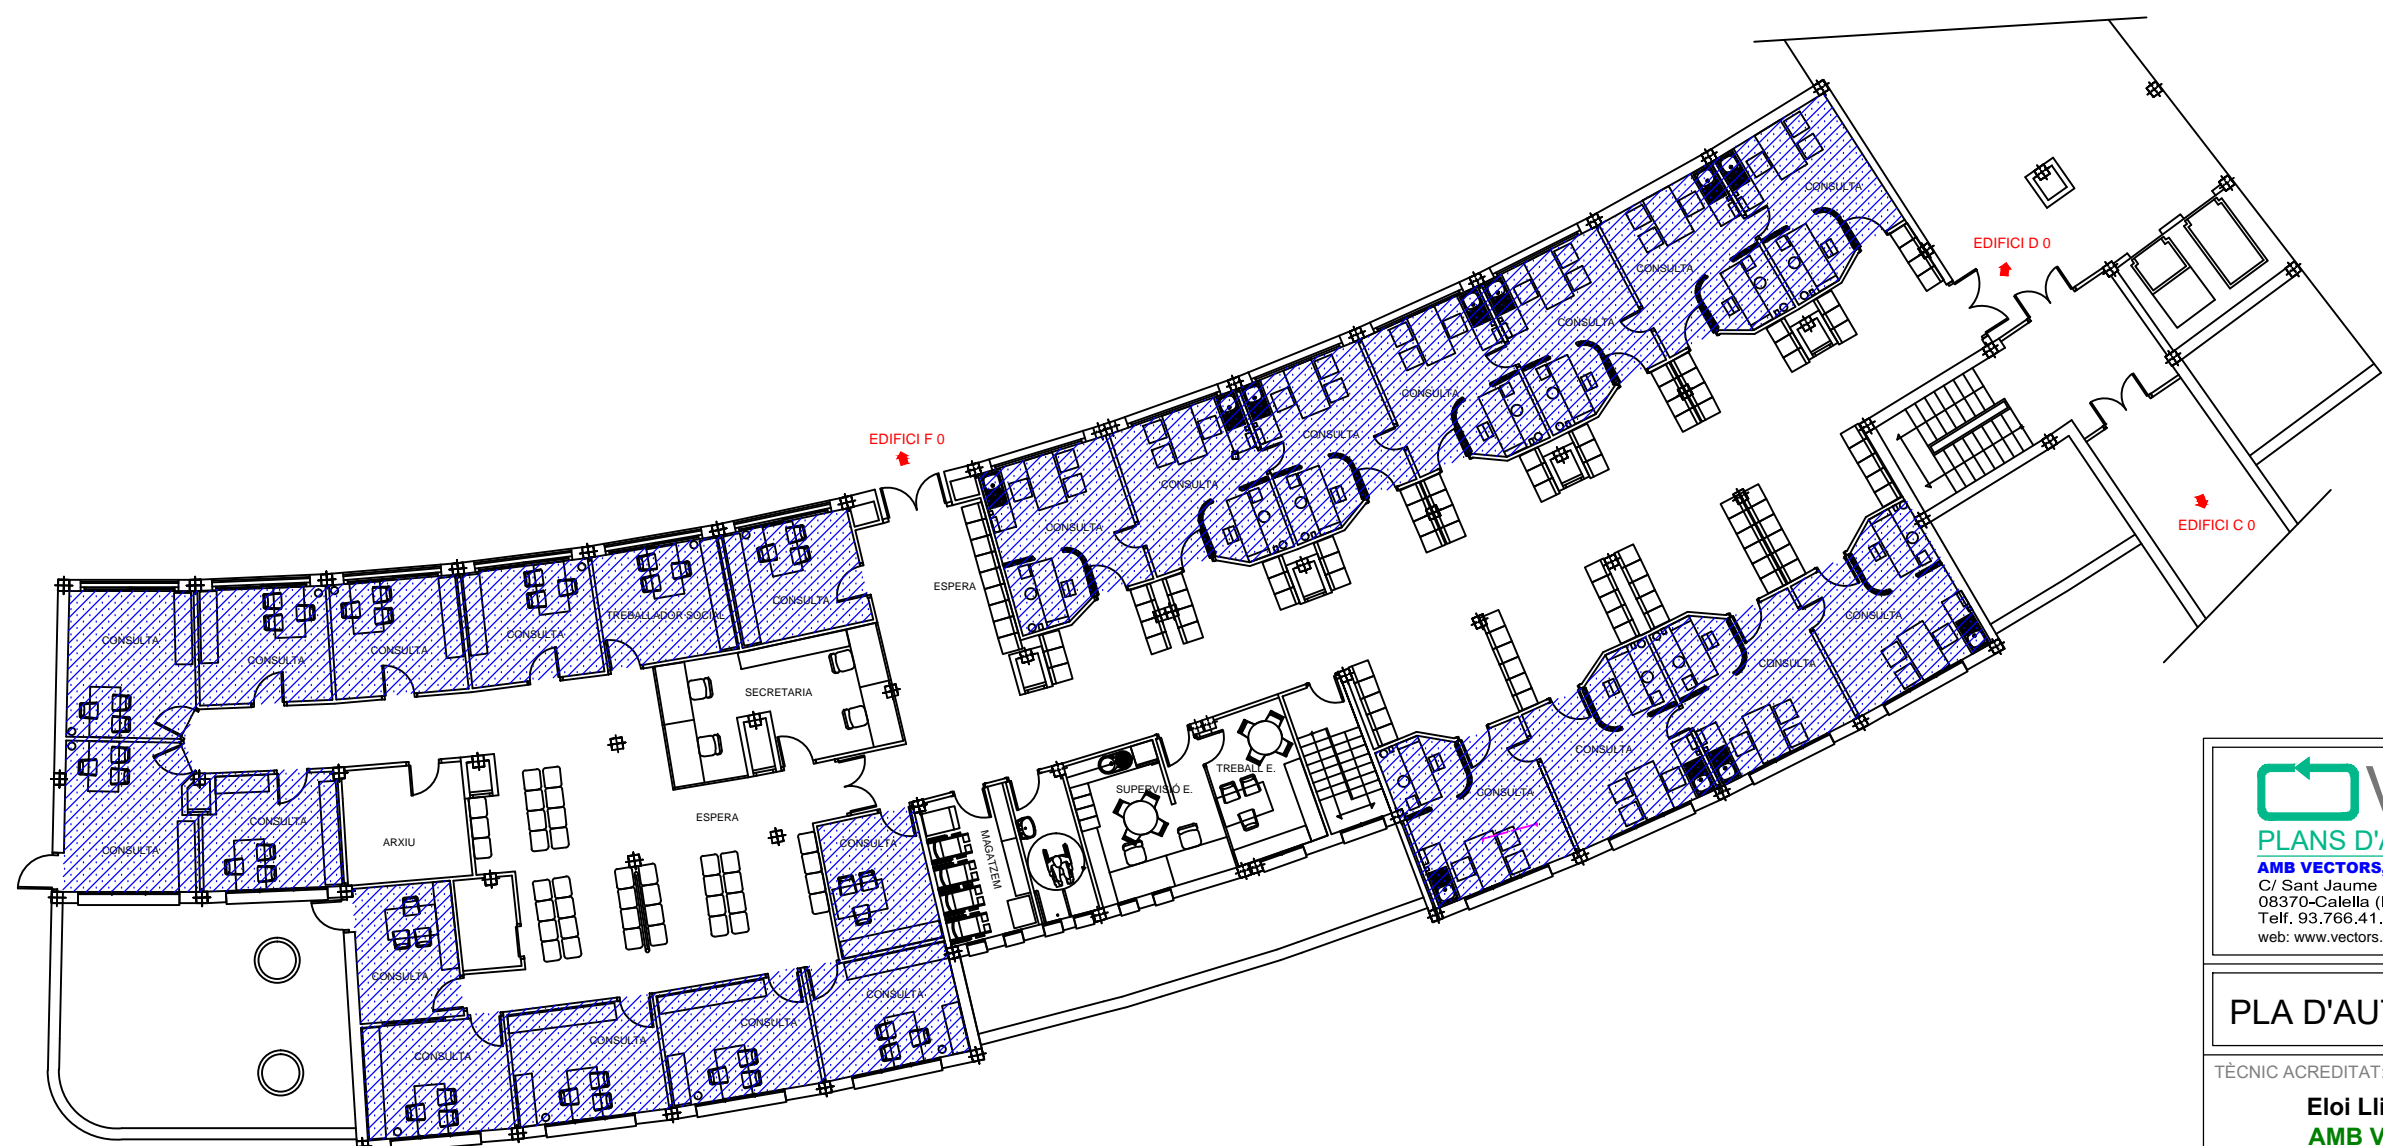 CONSULTA
EDIFICI D 0
CONSULTA
CONSULTA
CONSULTA
EDIFICI F 0
CONSULTA
CONSULTA
CONSULTA
EDIFICI C 0
ESPERA
CONSULTA
TREBALLADOR SOCIAL
CONSULTA
CONSULTA
CONSULTA
CONSULTA
CONSULTA
CONSULTA
SECRETARIA
CONSULTA
TREBALL E.
SUPERVISIÓ E.
CONSULTA
ESPERA
CONSULTA
ARXIU
CONSULTA
CONSULTA
MAGATZEM
CONSULTA
CONSULTA
CONSULTA
CONSULTA
CONSULTA
V
PLANS D'A
AMB VECTORS,
C/ Sant Jaume
08370-Calella (
Telf. 93.766.41.
web: www.vectors.
PLA D'AUT
TÈCNIC ACREDITAT:
Eloi Lli
AMB V